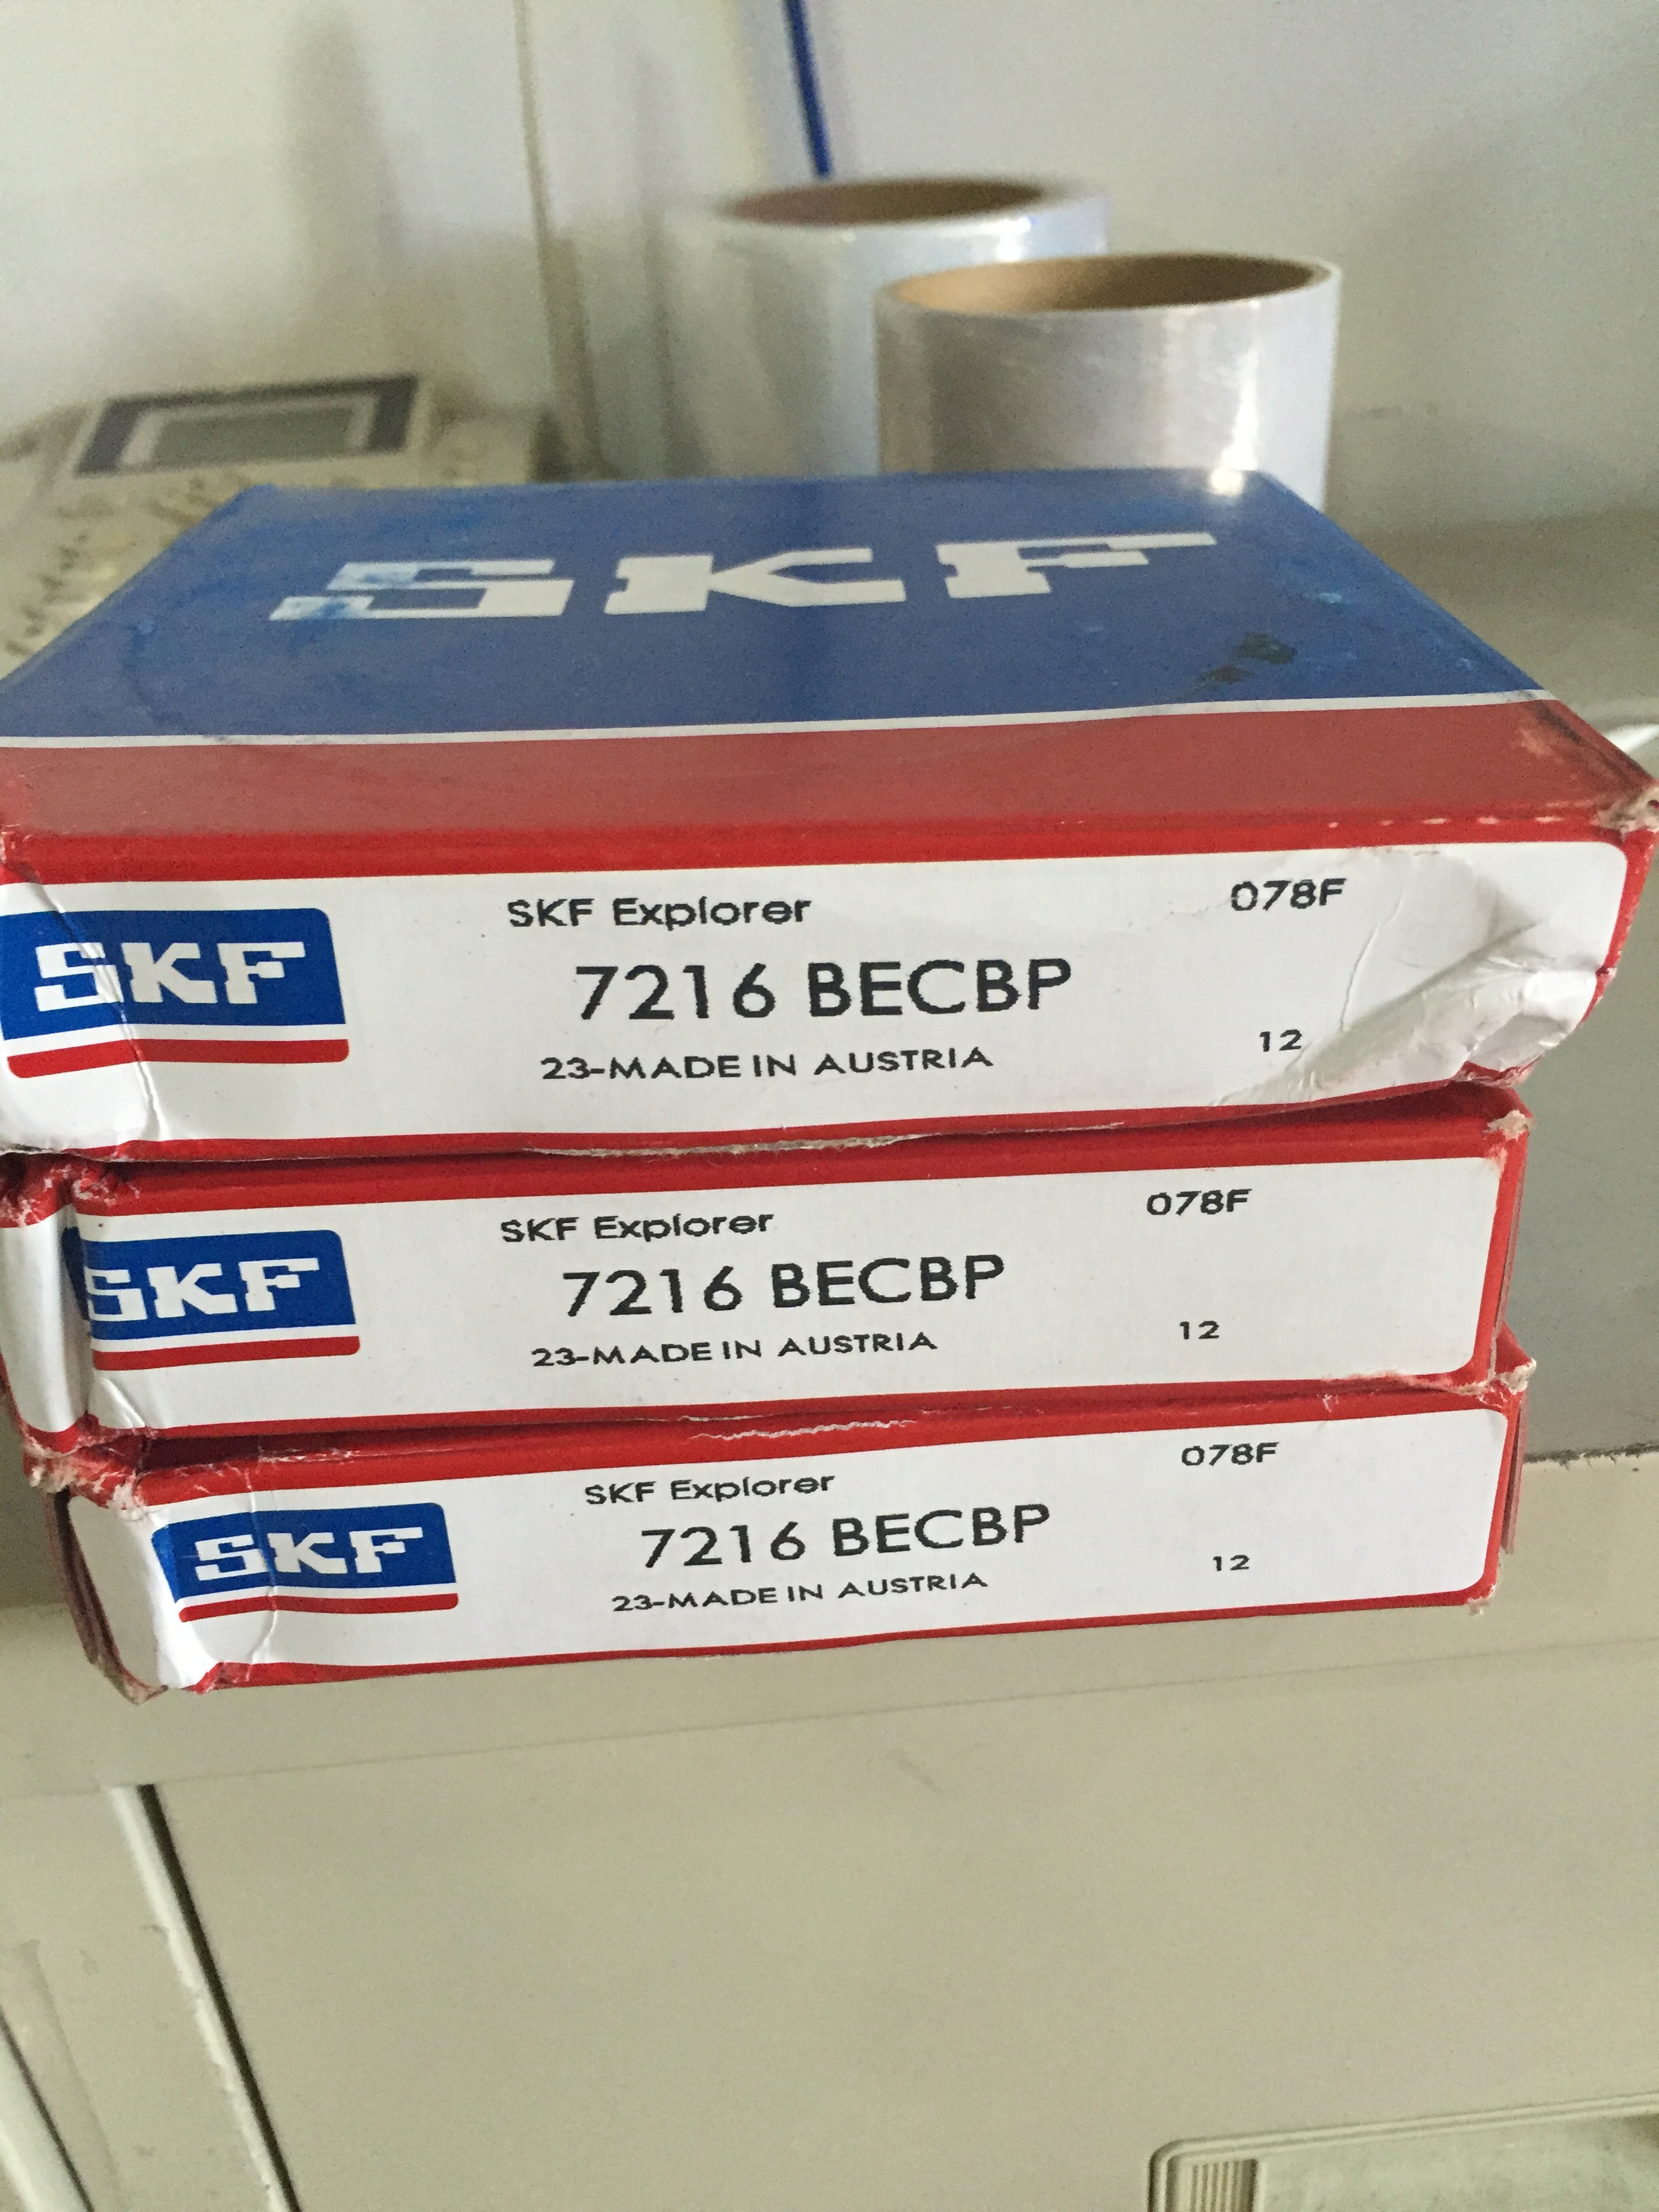 SKF
SKF
SKF Explorer
078F
7216 BECBP
12
23-MADE IN AUSTRIA
SKF
SKF Explorer
078F
7216 BECBP
12
23-MADE IN AUSTRIA
SKF
SKF Explorer
078F
7216 BECBP
12
23-MADE IN AUSTRIA